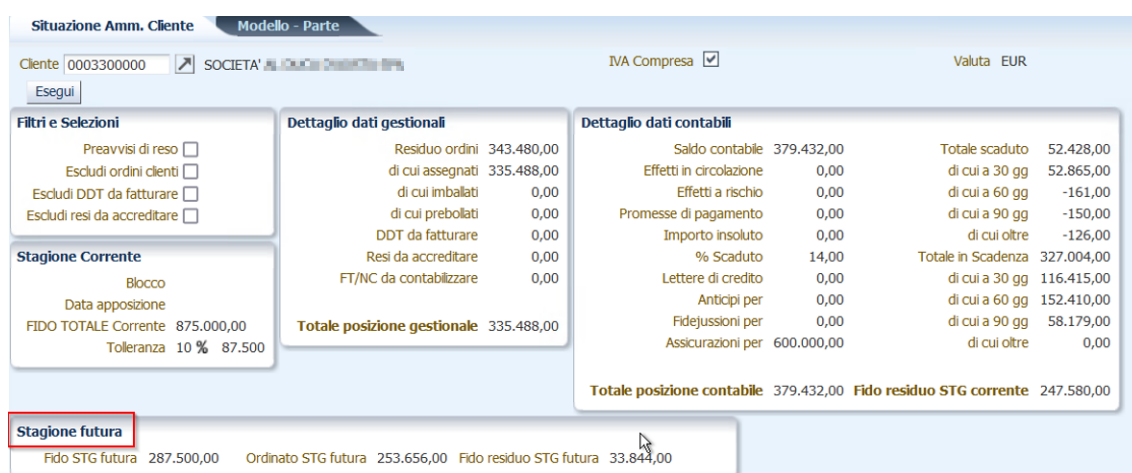 Situazione Amm. Cliente Modello - Parte
Cliente 0003300000 SOCIETA' IVA Compresa Valuta EUR
Esegui
Filtri e Selezioni
Preavvisi di reso
Escludi ordini clienti
Escludi DDT da fatturare
Escludi resi da accreditare
Stagione Corrente
Blocco
Data apposizione
FIDO TOTALE Corrente 875.000,00
Tolleranza 10 % 87.500
Dettaglio dati gestionali
Residuo ordini 343.480,00
di cui assegnati 335.488,00
di cui imballati 0,00
di cui prebollati 0,00
DDT da fatturare 0,00
Resi da accreditare 0,00
FT/NC da contabilizzare 0,00
Totale posizione gestionale 335.488,00
Dettaglio dati contabili
Saldo contabile 379.432,00 Totale scaduto 52.428,00
Effetti in circolazione 0,00 di cui a 30 gg 52.865,00
Effetti a rischio 0,00 di cui a 60 gg -161,00
Promesse di pagamento 0,00 di cui a 90 gg -150,00
Importo insoluto 0,00 di cui oltre -126,00
% Scaduto 14,00 Totale in Scadenza 327.004,00
Lettere di credito 0,00 di cui a 30 gg 116.415,00
Anticipi per 0,00 di cui a 60 gg 152.410,00
Fidejussioni per 0,00 di cui a 90 gg 58.179,00
Assicurazioni per 600.000,00 di cui oltre 0,00
Totale posizione contabile 379.432,00 Fido residuo STG corrente 247.580,00
Stagione futura
Fido STG futura 287.500,00 Ordinato STG futura 253.656,00 Fido residuo STG futura 33.844,00